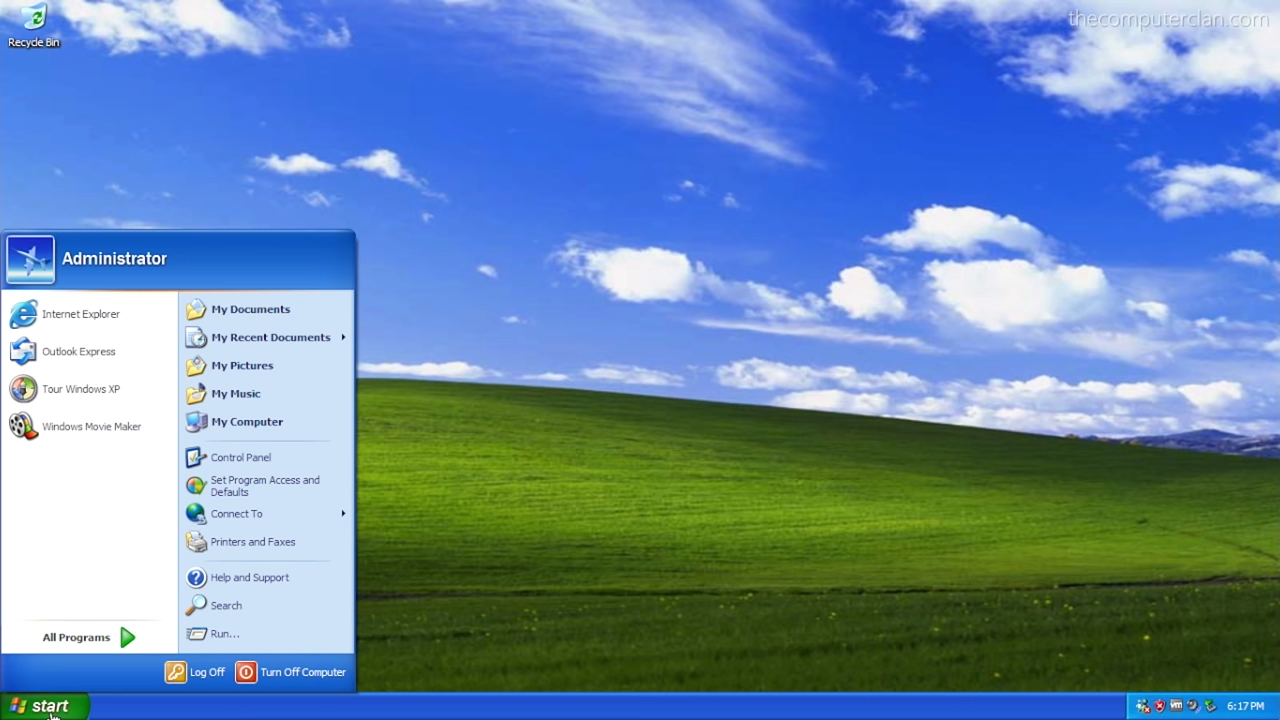 thecomputerclan.com
Recycle Bin
Administrator
Internet Explorer
Outlook Express
Tour Windows XP
Windows Movie Maker
All Programs
My Documents
My Recent Documents
My Pictures
My Music
My Computer
Control Panel
Set Program Access and
Defaults
Connect To
Printers and Faxes
Help and Support
Search
Run...
Log Off
Turn Off Computer
start
vm
6:17 PM